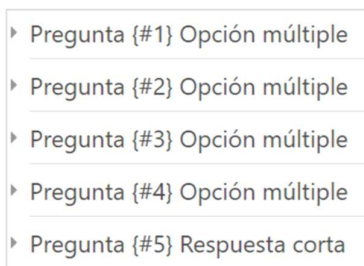 Pregunta {#1} Opción múltiple
Pregunta {#2} Opción múltiple
Pregunta {#3} Opción múltiple
Pregunta {#4} Opción múltiple
Pregunta {#5} Respuesta corta